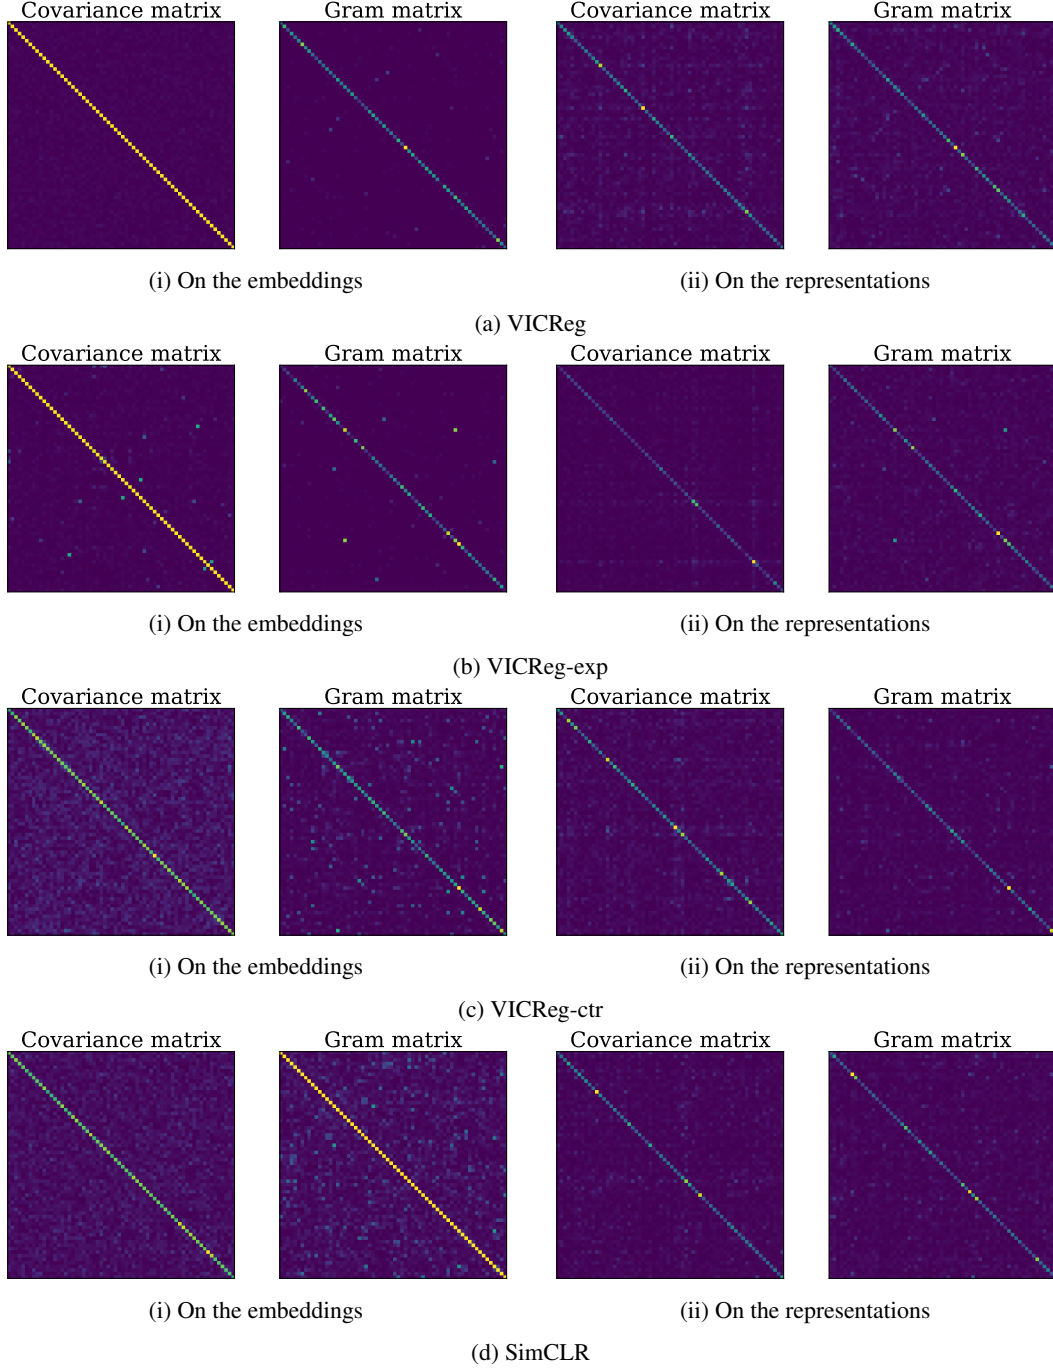 Covariance matrix Gram matrix Covariance matrix Gram matrix
(i) On the embeddings (ii) On the representations
(a) VICReg
Covariance matrix Gram matrix Covariance matrix Gram matrix
(i) On the embeddings (ii) On the representations
(b) VICReg-exp
Covariance matrix Gram matrix Covariance matrix Gram matrix
(i) On the embeddings (ii) On the representations
(c) VICReg-ctr
Covariance matrix Gram matrix Covariance matrix Gram matrix
(i) On the embeddings (ii) On the representations
(d) SimCLR